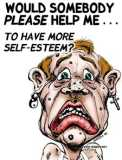 WOULD SOMEBODY
PLEASE HELP ME . . .
TO HAVE MORE
SELF-ESTEEM?